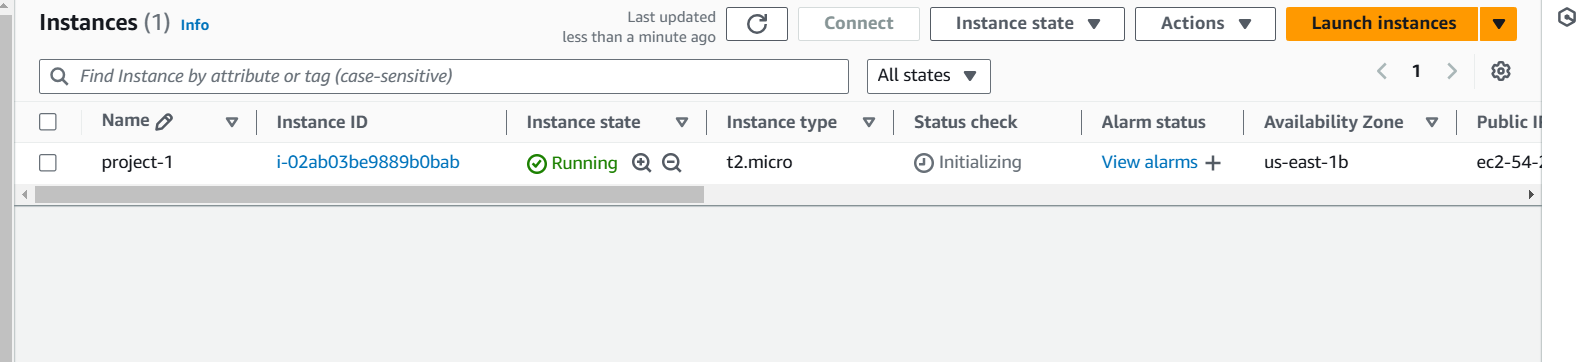 Instances (1) Info
Last updated
less than a minute ago
Connect
Instance state
Actions
Launch instances
Find Instance by attribute or tag (case-sensitive)
All states
1
Name Instance ID Instance state Instance type Status check Alarm status Availability Zone Public
project-1 i-02ab03be9889b0bab Running t2.micro Initializing View alarms us-east-1b ec2-54-